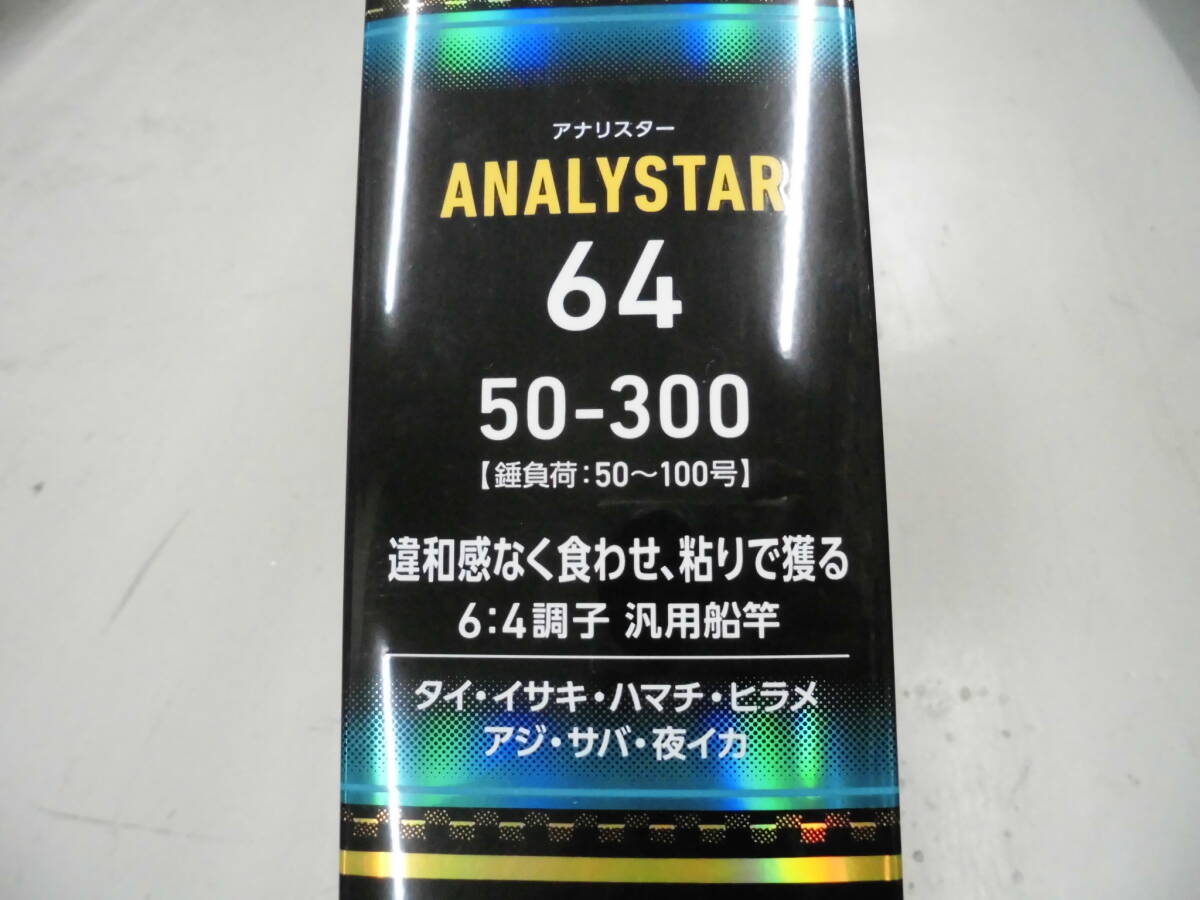 アナリスター
ANALYSTAR
64
50-300
【錘負荷:50〜100号】
違和感なく食わせ、粘りで獲る
6:4調子 汎用船竿
タイ・イサキ・ハマチ・ヒラメ
アジ・サバ・夜イカ